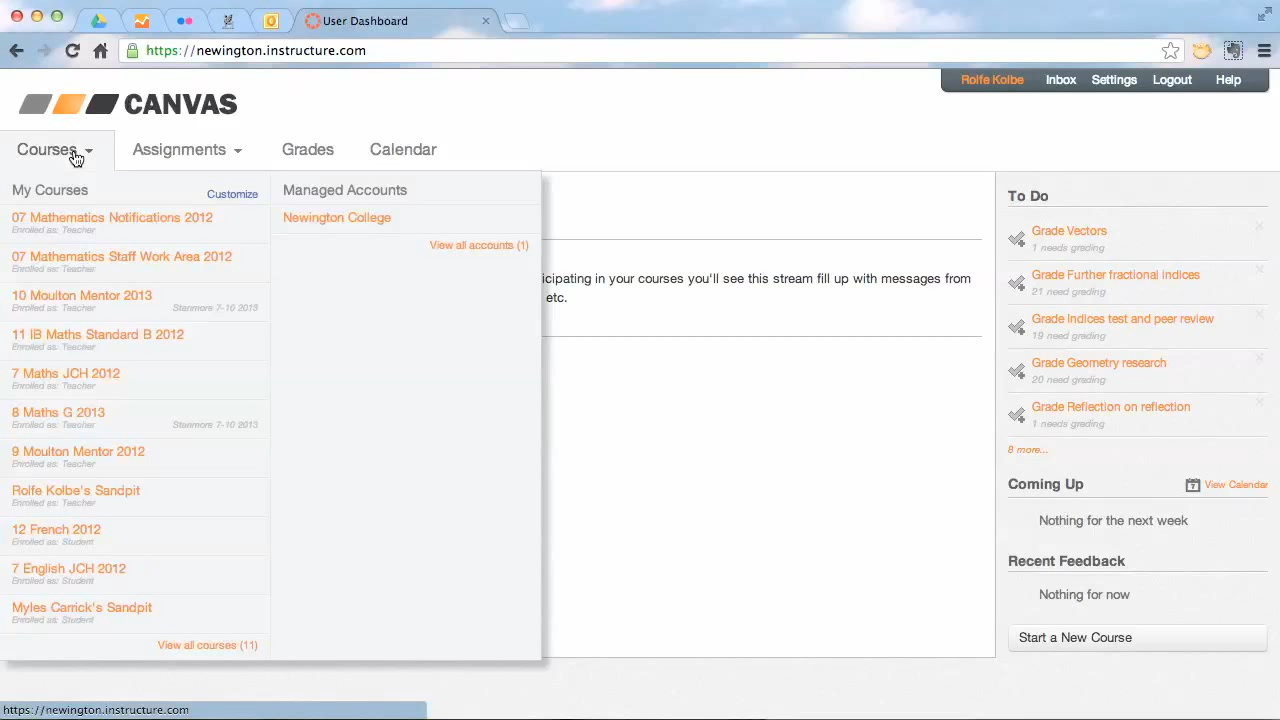 User Dashboard
https://newington.instructure.com
Rolfe Kolbe Inbox Settings Logout Help
CANVAS
Courses Assignments Grades Calendar
My Courses Customize
07 Mathematics Notifications 2012
Enrolled as: Teacher
07 Mathematics Staff Work Area 2012
Enrolled as: Teacher
10 Moulton Mentor 2013
Enrolled as: Teacher Stanmore 7-10 2013
11 IB Maths Standard B 2012
Enrolled as: Teacher
7 Maths JCH 2012
Enrolled as: Teacher
8 Maths G 2013
Enrolled as: Teacher Stanmore 7-10 2013
9 Moulton Mentor 2012
Enrolled as: Teacher
Rolfe Kolbe's Sandpit
Enrolled as: Teacher
12 French 2012
Enrolled as: Student
7 English JCH 2012
Enrolled as: Student
Myles Carrick's Sandpit
Enrolled as: Student
View all courses (11)
Managed Accounts
Newington College
View all accounts (1)
icipating in your courses you'll see this stream fill up with messages from
etc.
To Do
Grade Vectors
1 needs grading
Grade Further fractional indices
21 need grading
Grade Indices test and peer review
19 need grading
Grade Geometry research
20 need grading
Grade Reflection on reflection
1 needs grading
8 more...
Coming Up 7 View Calendar
Nothing for the next week
Recent Feedback
Nothing for now
Start a New Course
https://newington.instructure.com